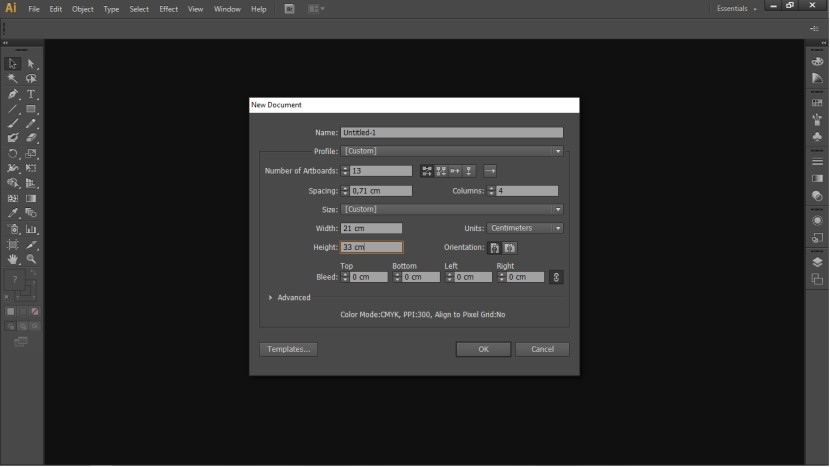 Ai File Edit Object Type Select Effect View Window Help Br Essentials
New Document
Name: Untitled-1
Profile: [Custom]
Number of Artboards: 13
Spacing: 0,71 cm Columns: 4
Size: [Custom]
Width: 21 cm Units: Centimeters
Height: 33 cm Orientation:
Top Bottom Left Right
Bleed: 0 cm 0 cm 0 cm 0 cm
Advanced
Color Mode:CMYK, PPI:300, Align to Pixel Grid:No
Templates... OK Cancel
T
?